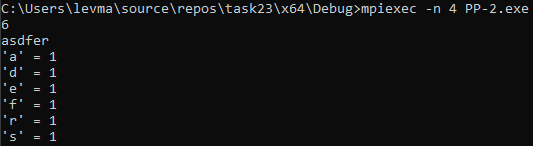 C:\Users\levma\source\repos\task23\x64\Debug>mpiexec -n 4 PP-2.exe
6
asdfer
'a' = 1
'd' = 1
'e' = 1
'f' = 1
'r' = 1
's' = 1